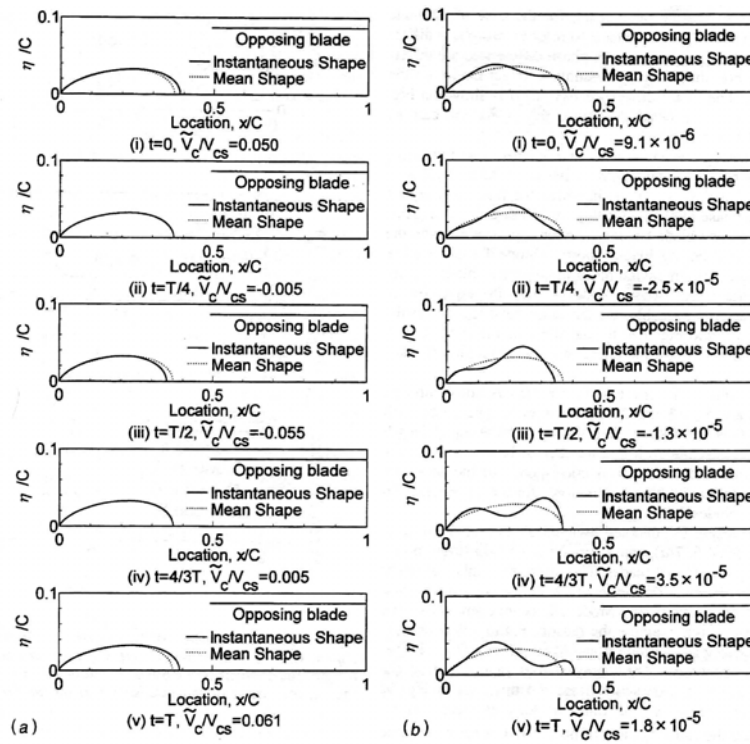 0.1
η /C
Opposing blade
Instantaneous Shape
Mean Shape
0
0
0.5
1
Location, x/C
(i) t=0, ṼC/VCS=0.050
0.1
η /C
Opposing blade
Instantaneous Shape
Mean Shape
0
0
0.5
1
Location, x/C
(ii) t=T/4, ṼC/VCS=-0.005
0.1
η /C
Opposing blade
Instantaneous Shape
Mean Shape
0
0
0.5
1
Location, x/C
(iii) t=T/2, ṼC/VCS=-0.055
0.1
η /C
Opposing blade
Instantaneous Shape
Mean Shape
0
0
0.5
1
Location, x/C
(iv) t=4/3T, ṼC/VCS=0.005
0.1
η /C
Opposing blade
Instantaneous Shape
Mean Shape
0
0
0.5
1
Location, x/C
(v) t=T, ṼC/VCS=0.061
(a)
0.1
η /C
Opposing blade
Instantaneous Shape
Mean Shape
0
0
0.5
Location, x/C
(i) t=0, ṼC/VCS=9.1×10⁻⁶
0.1
η /C
Opposing blade
Instantaneous Shape
Mean Shape
0
0
0.5
Location, x/C
(ii) t=T/4, ṼC/VCS=-2.5×10⁻⁵
0.1
η /C
Opposing blade
Instantaneous Shape
Mean Shape
0
0
0.5
Location, x/C
(iii) t=T/2, ṼC/VCS=-1.3×10⁻⁵
0.1
η /C
Opposing blade
Instantaneous Shape
Mean Shape
0
0
0.5
Location, x/C
(iv) t=4/3T, ṼC/VCS=3.5×10⁻⁵
0.1
η /C
Opposing blade
Instantaneous Shape
Mean Shape
0
0
0.5
Location, x/C
(v) t=T, ṼC/VCS=1.8×10⁻⁵
(b)